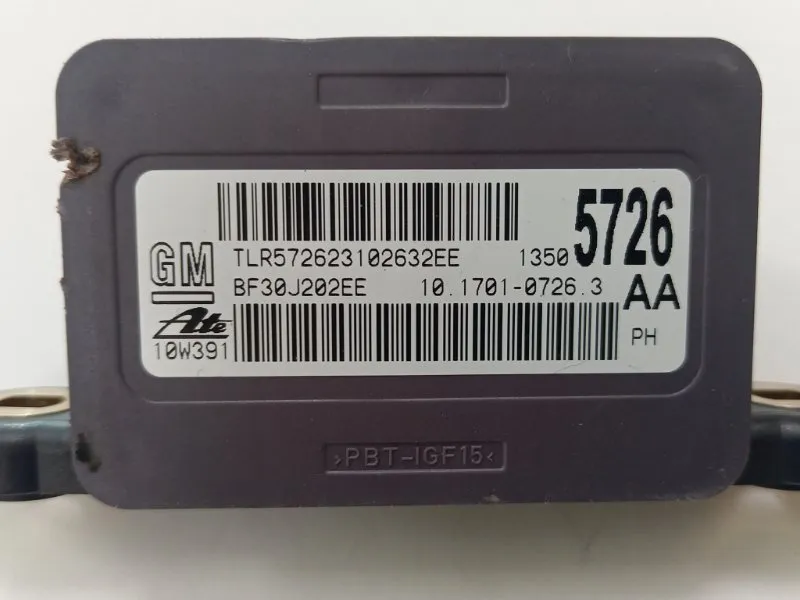 GM
TLR572623102632EE 1350 5726
BF30J202EE 10.1701-0726.3 AA
Ate
10W391 PH
>PBT-IGF15<